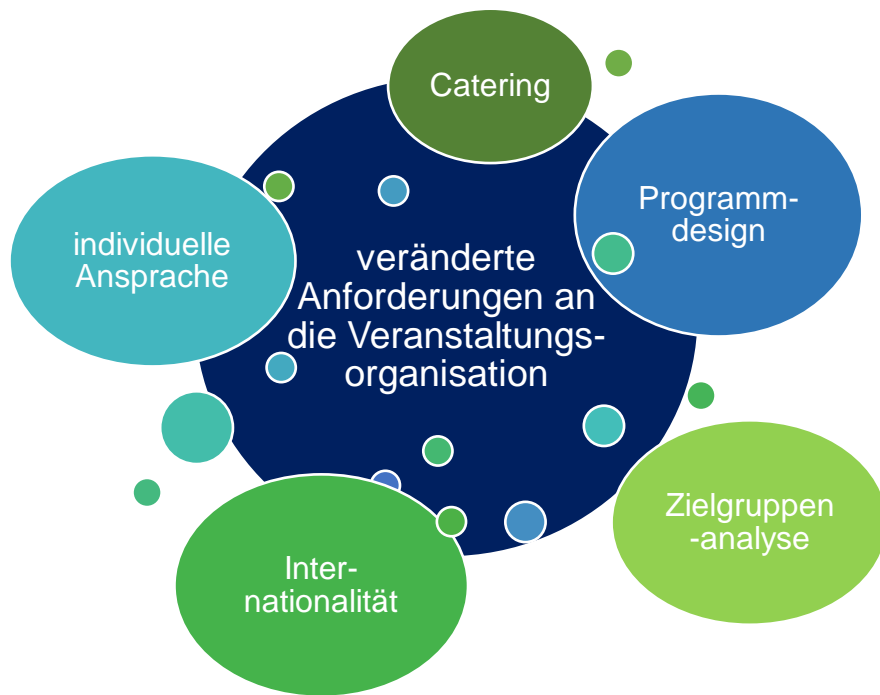 Catering
Programm-
design
individuelle
Ansprache
veränderte
Anforderungen an
die Veranstaltungs-
organisation
Zielgruppen
-analyse
Inter-
nationalität